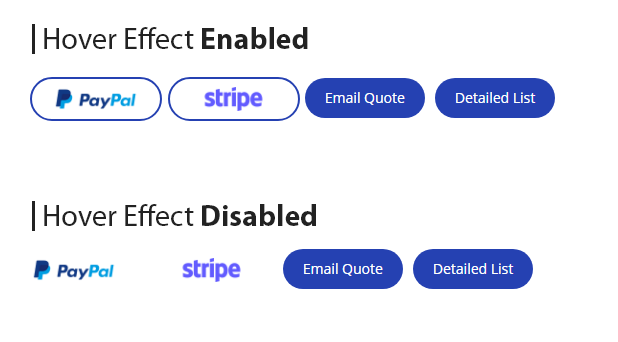 Hover Effect Enabled
PayPal stripe Email Quote Detailed List
Hover Effect Disabled
PayPal stripe Email Quote Detailed List